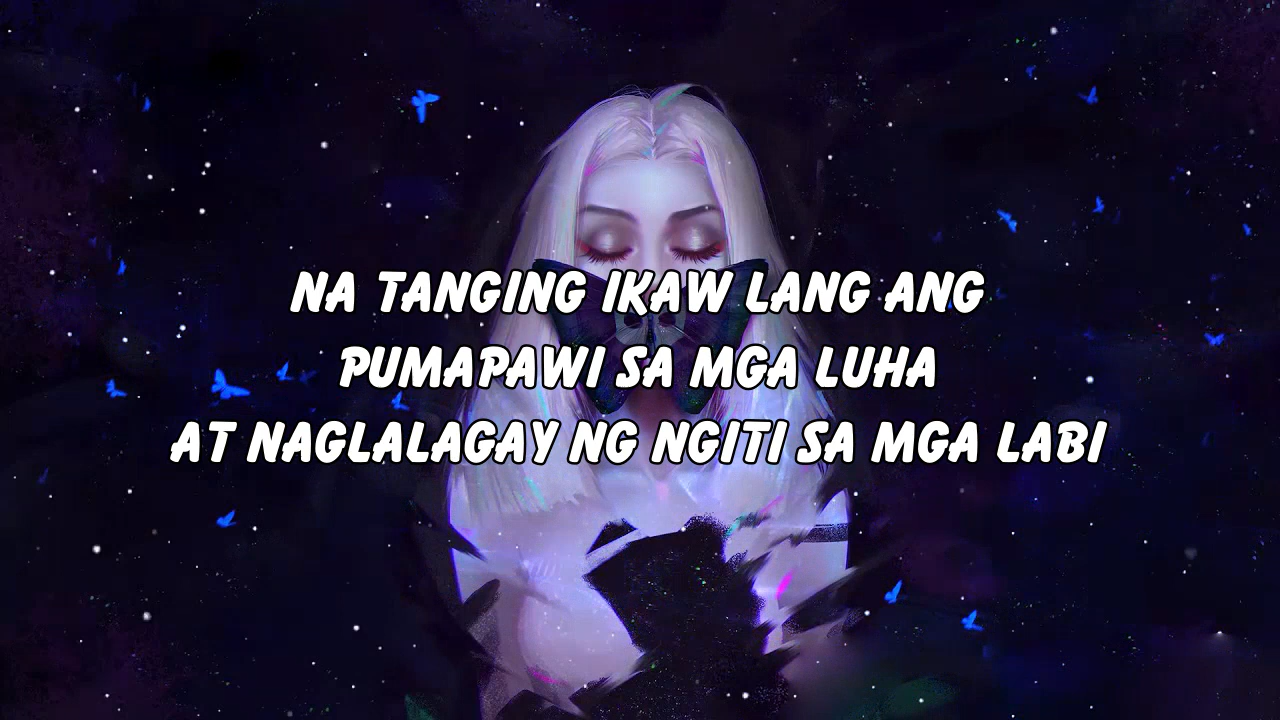 NA TANGING IKAW LANG ANG
PUMAPAWI SA MGA LUHA
AT NAGLALAGAY NG NGITI SA MGA LABI